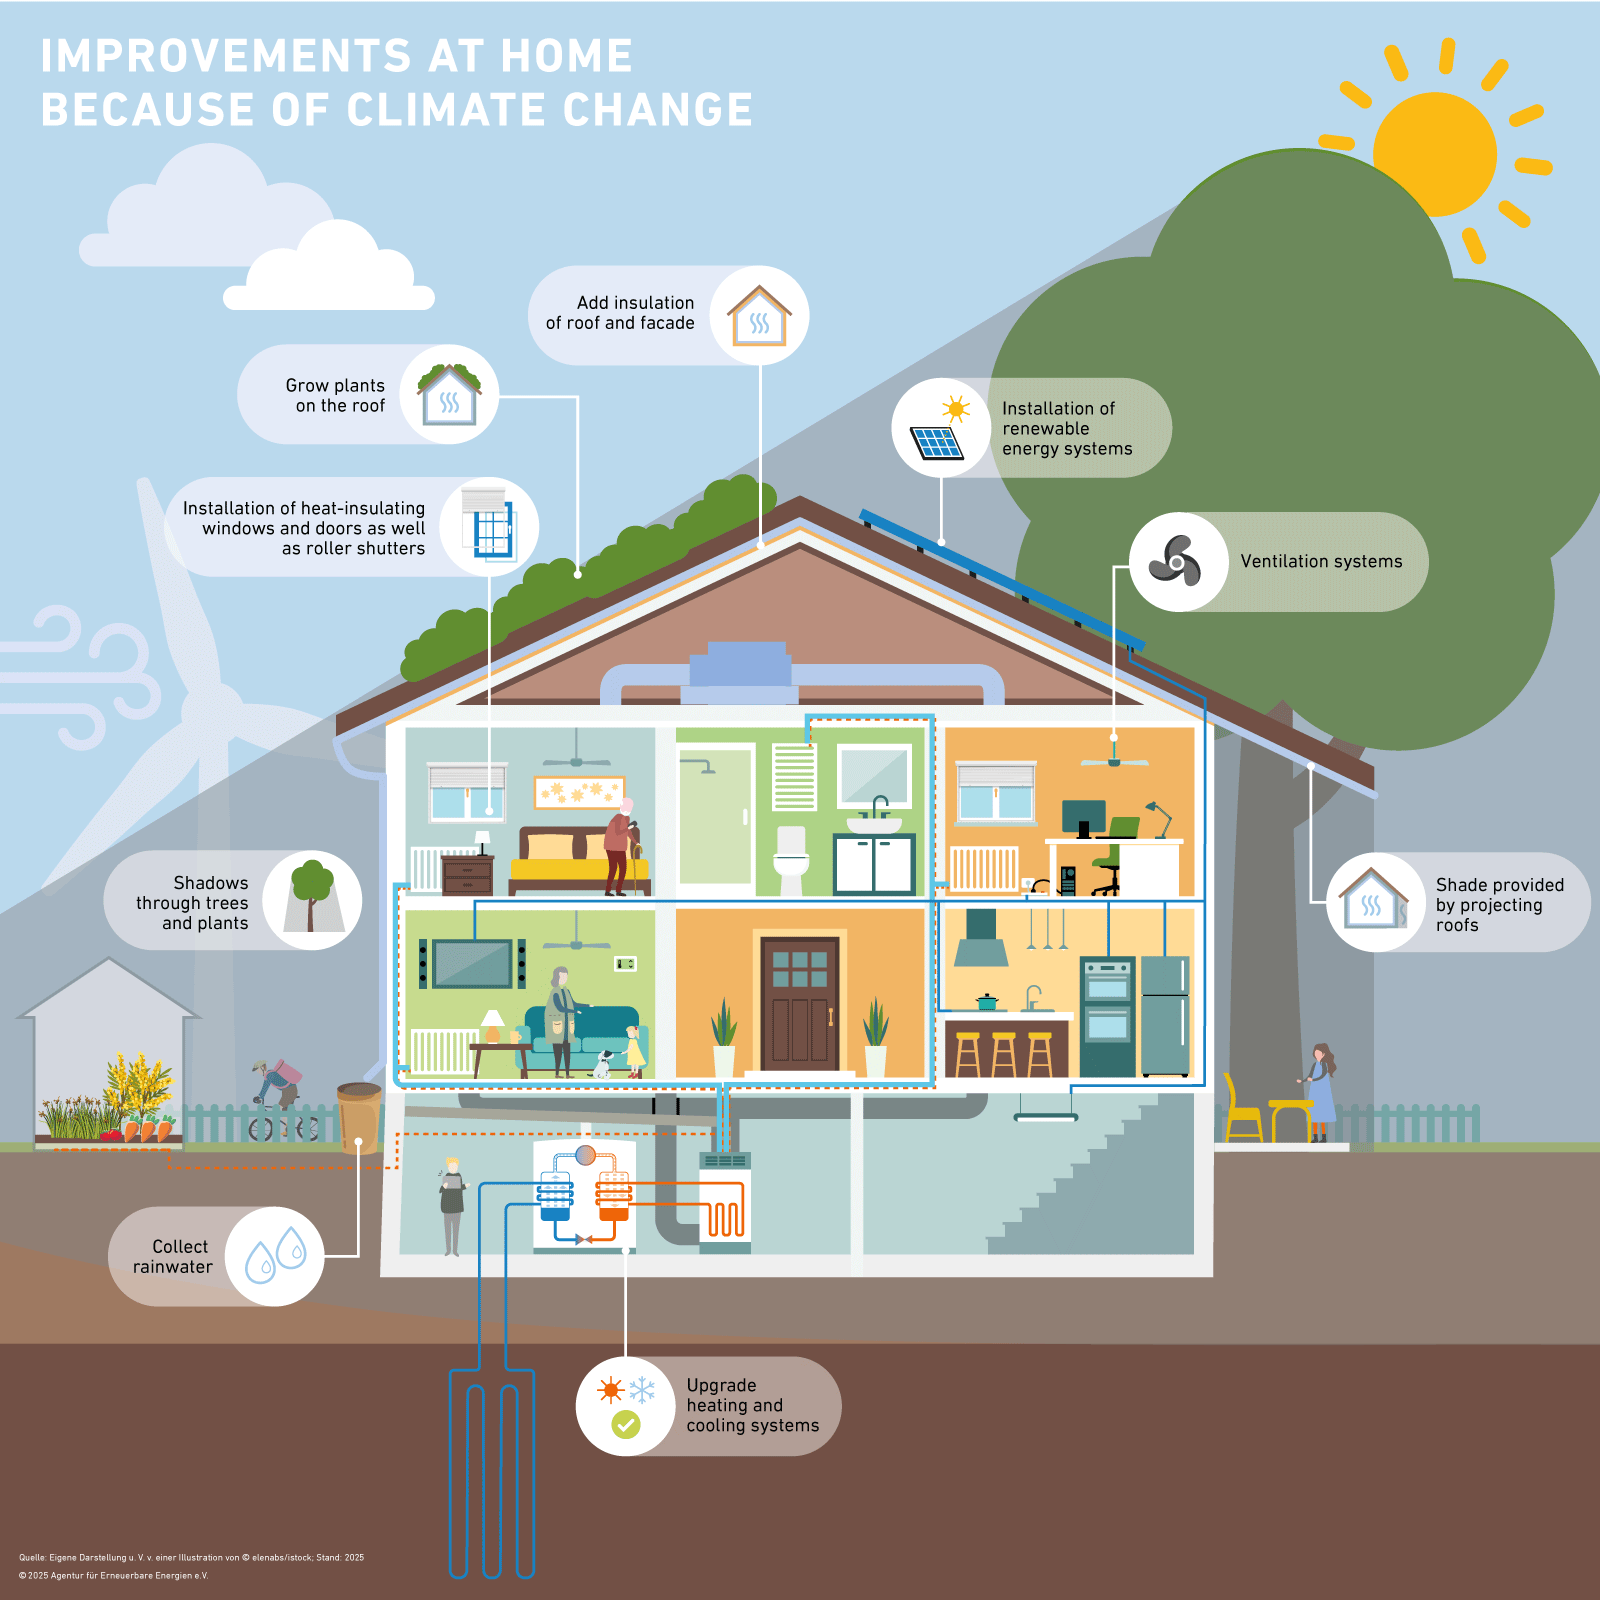 IMPROVEMENTS AT HOME
BECAUSE OF CLIMATE CHANGE
Add insulation
of roof and facade
Grow plants
on the roof
Installation of
renewable
energy systems
Installation of heat-insulating
windows and doors as well
as roller shutters
Ventilation systems
Shadows
through trees
and plants
Shade provided
by projecting
roofs
Collect
rainwater
Upgrade
heating and
cooling systems
Quelle: Eigene Darstellung u. V. v. einer Illustration von © elenabs/istock; Stand: 2025
© 2025 Agentur für Erneuerbare Energien e.V.